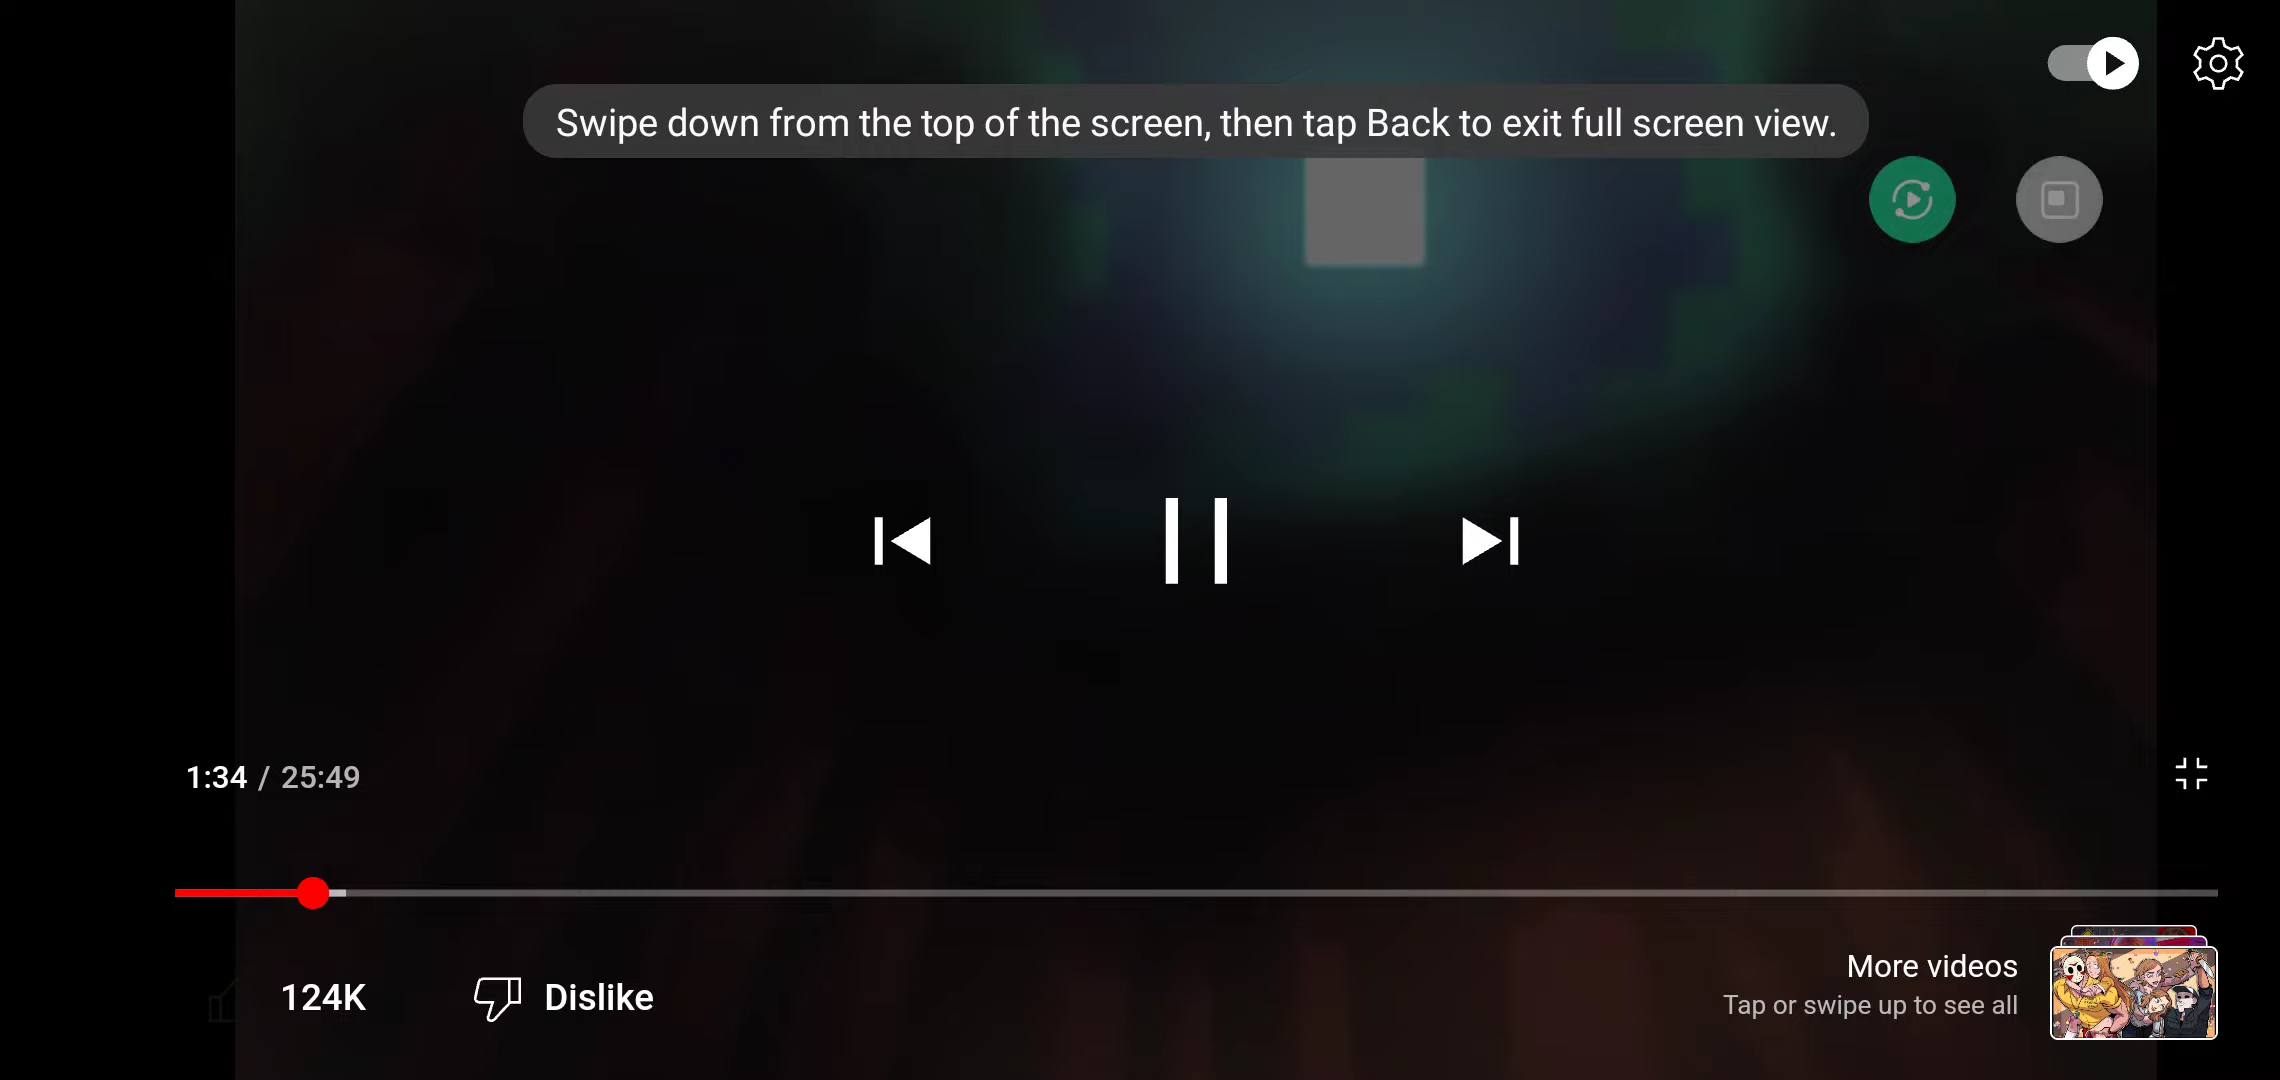 Swipe down from the top of the screen, then tap Back to exit full screen view.
1:34 / 25:49
124K
Dislike
More videos
Tap or swipe up to see all